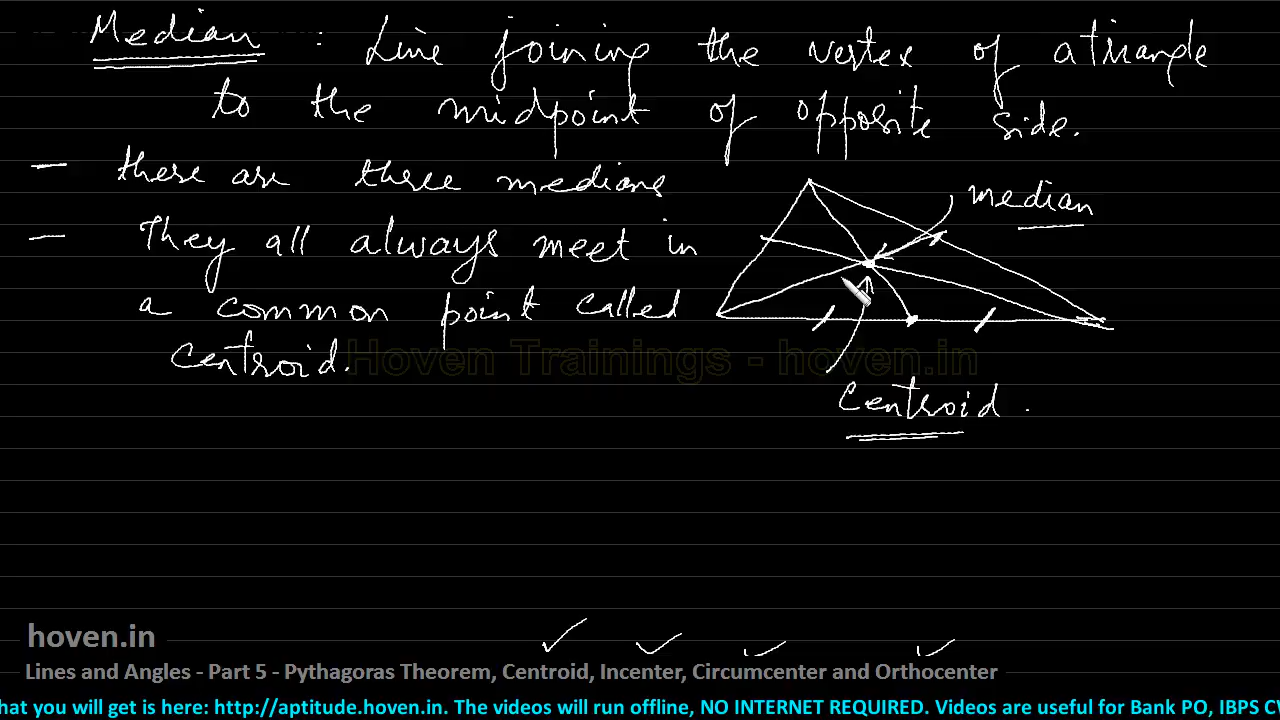 Median : Line joining the vertex of a triangle
to the midpoint of opposite side.
- there are three medians
median
- They all always meet in
a common point called
centroid.
Hoven Trainings - hoven.in
Centroid.
hoven.in
Lines and Angles - Part 5 - Pythagoras Theorem, Centroid, Incenter, Circumcenter and Orthocenter
hat you will get is here: http://aptitude.hoven.in. The videos will run offline, NO INTERNET REQUIRED. Videos are useful for Bank PO, IBPS CV